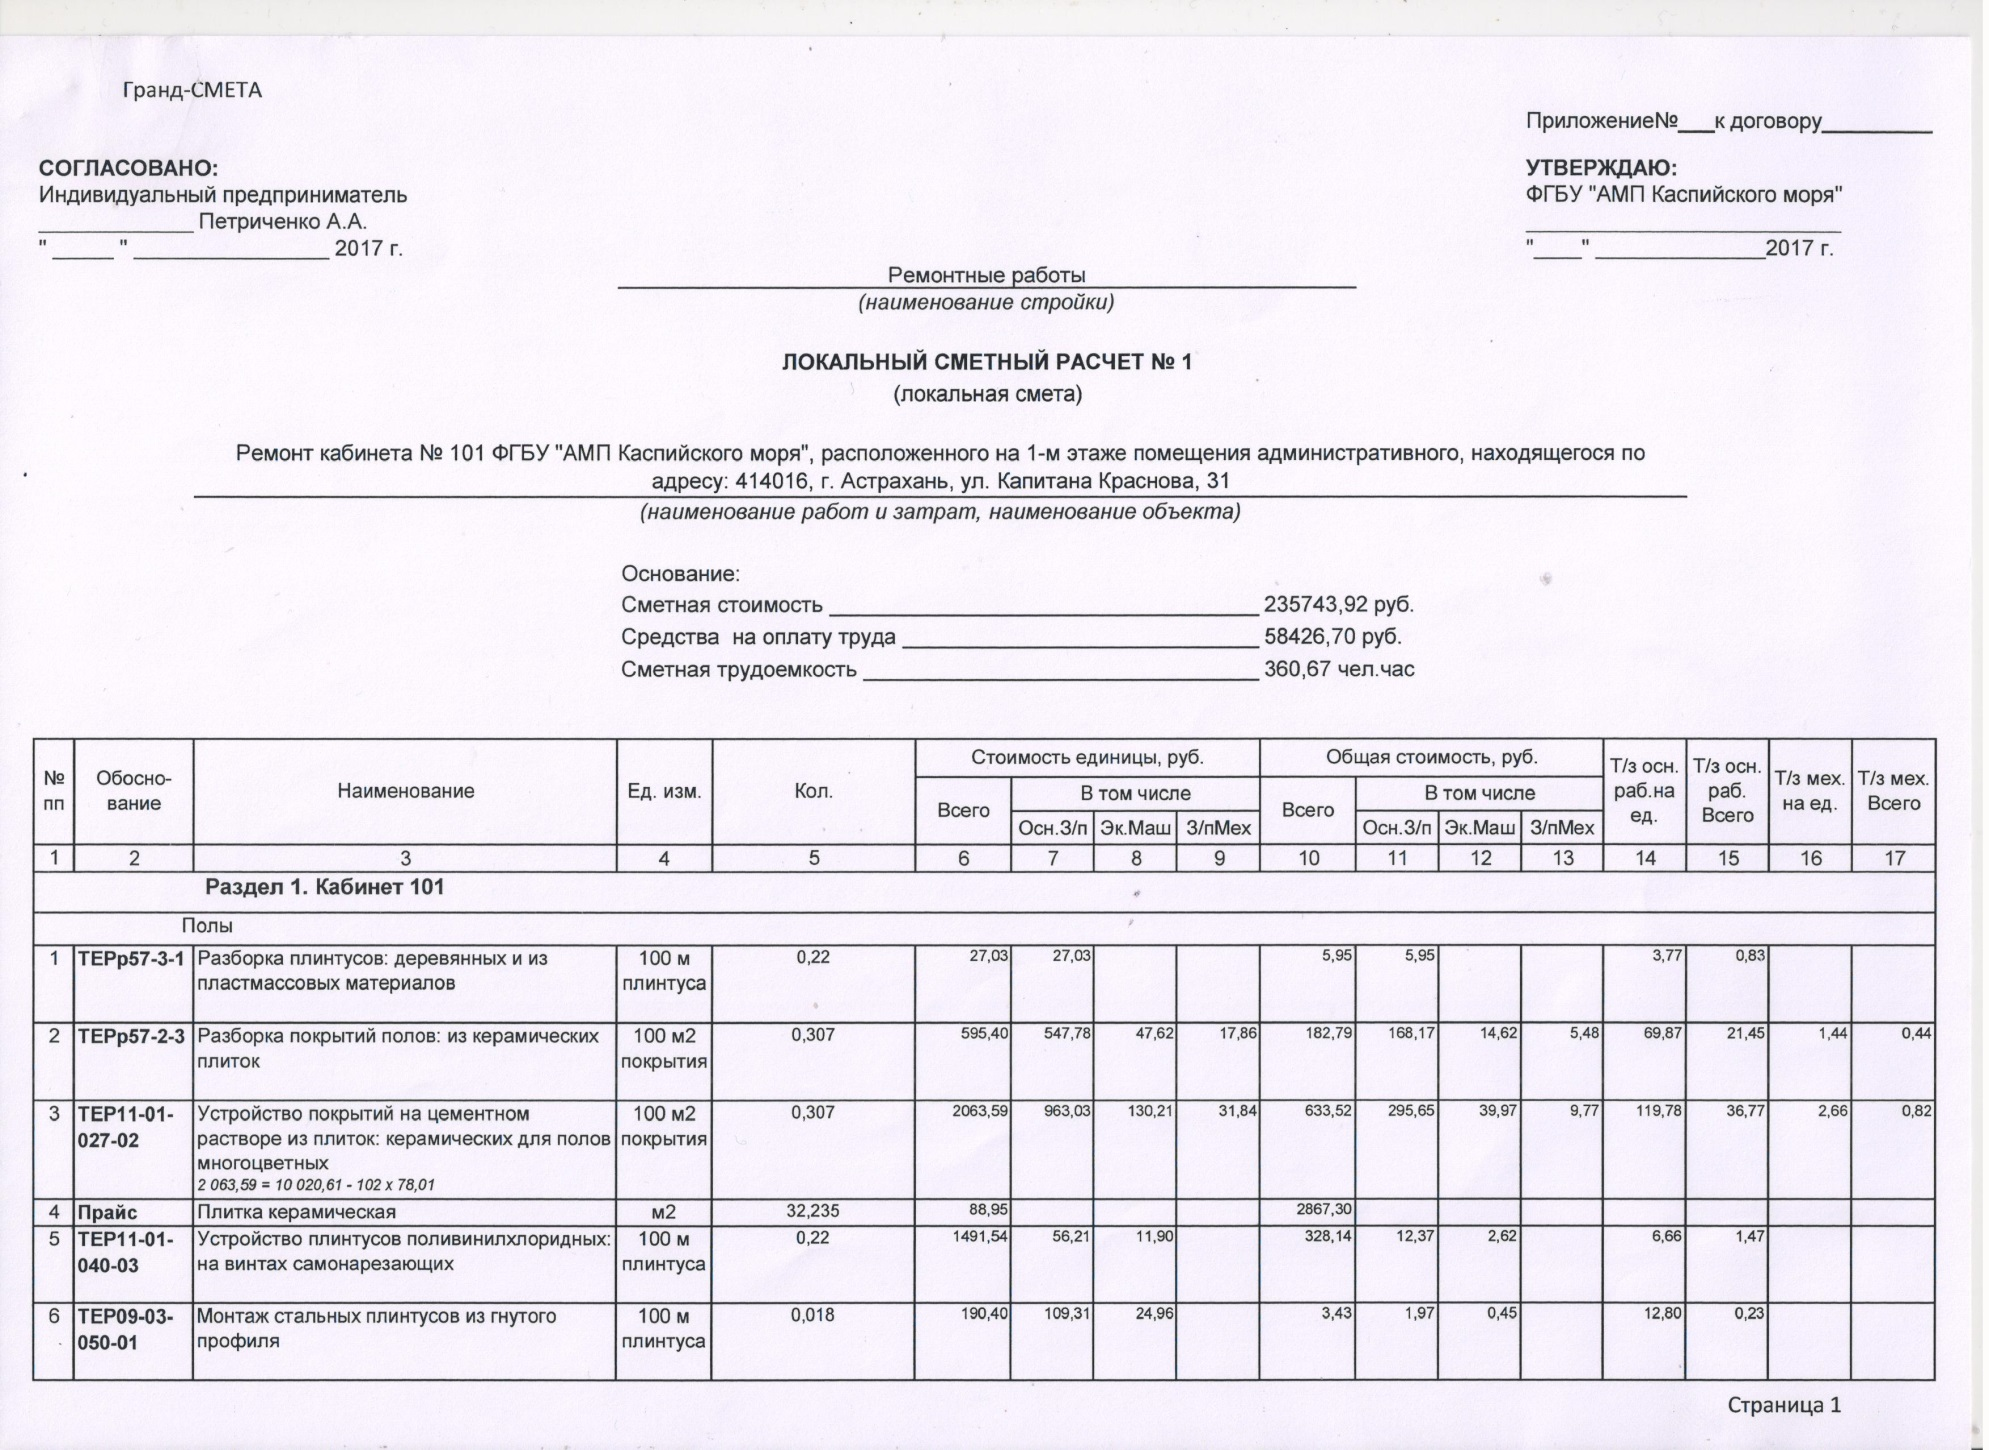 Гранд-СМЕТА
Приложение№___к договору_________
СОГЛАСОВАНО:
Индивидуальный предприниматель
_____________ Петриченко А.А.
"_____ " ________________ 2017 г.
УТВЕРЖДАЮ:
ФГБУ "АМП Каспийского моря"
__________________________
"____" ______________2017 г.
Ремонтные работы
(наименование стройки)
ЛОКАЛЬНЫЙ СМЕТНЫЙ РАСЧЕТ № 1
(локальная смета)
Ремонт кабинета № 101 ФГБУ "АМП Каспийского моря", расположенного на 1-м этаже помещения административного, находящегося по
адресу: 414016, г. Астрахань, ул. Капитана Краснова, 31
(наименование работ и затрат, наименование объекта)
Основание:
Сметная стоимость ___________________________________ 235743,92 руб.
Средства на оплату труда _____________________________ 58426,70 руб.
Сметная трудоемкость ________________________________ 360,67 чел.час
№ пп Обосно-вание Наименование Ед. изм. Кол. Стоимость единицы, руб. Общая стоимость, руб. Т/з осн. раб.на ед. Т/з осн. раб. Всего Т/з мех. на ед. Т/з мех. Всего
Всего В том числе Всего В том числе
Осн.З/п Эк.Маш З/пМех Осн.З/п Эк.Маш З/пМех
1 2 3 4 5 6 7 8 9 10 11 12 13 14 15 16 17
Раздел 1. Кабинет 101
Полы
1 ТЕРр57-3-1 Разборка плинтусов: деревянных и из 100 м 0,22 27,03 27,03 5,95 5,95 3,77 0,83
пластмассовых материалов плинтуса
2 ТЕРр57-2-3 Разборка покрытий полов: из керамических 100 м2 0,307 595,40 547,78 47,62 17,86 182,79 168,17 14,62 5,48 69,87 21,45 1,44 0,44
плиток покрытия
3 ТЕР11-01- Устройство покрытий на цементном 100 м2 0,307 2063,59 963,03 130,21 31,84 633,52 295,65 39,97 9,77 119,78 36,77 2,66 0,82
027-02 растворе из плиток: керамических для полов покрытия
многоцветных
2 063,59 = 10 020,61 - 102 x 78,01
4 Прайс Плитка керамическая м2 32,235 88,95 2867,30
5 ТЕР11-01- Устройство плинтусов поливинилхлоридных: 100 м 0,22 1491,54 56,21 11,90 328,14 12,37 2,62 6,66 1,47
040-03 на винтах самонарезающих плинтуса
6 ТЕР09-03- Монтаж стальных плинтусов из гнутого 100 м 0,018 190,40 109,31 24,96 3,43 1,97 0,45 12,80 0,23
050-01 профиля плинтуса
Страница 1